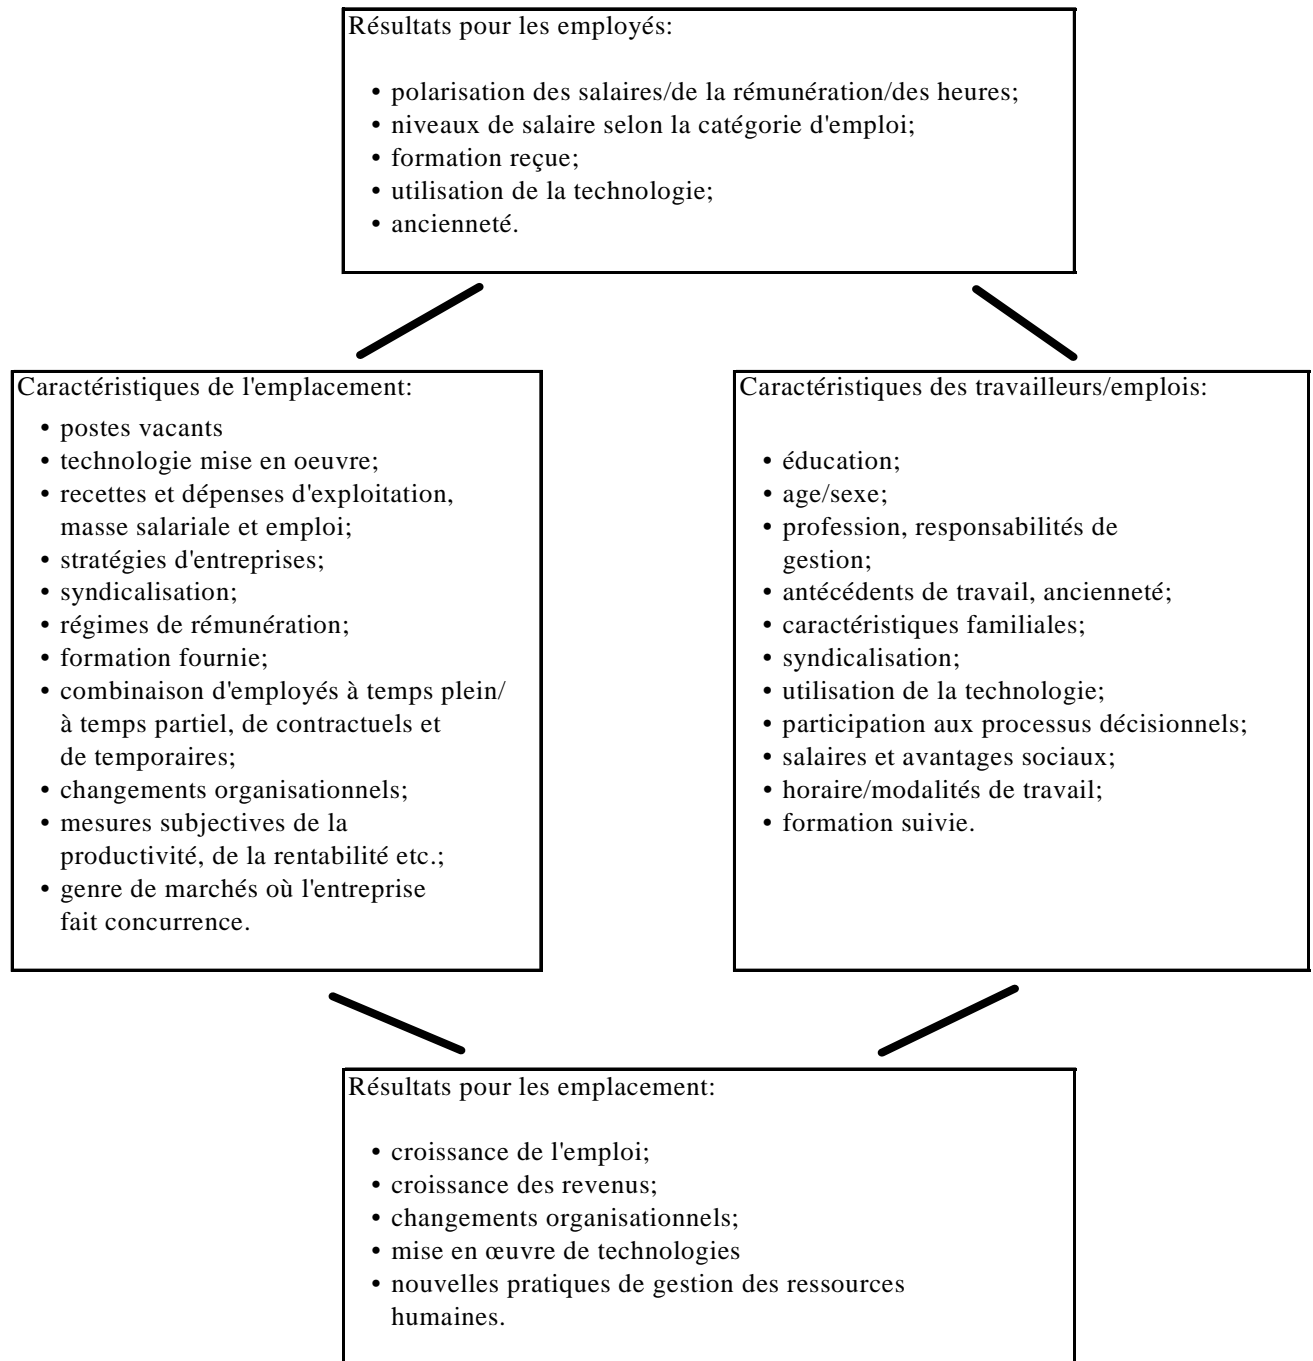 Résultats pour les employés:
• polarisation des salaires/de la rémunération/des heures;
• niveaux de salaire selon la catégorie d'emploi;
• formation reçue;
• utilisation de la technologie;
• ancienneté.
Caractéristiques de l'emplacement:
• postes vacants
• technologie mise en oeuvre;
• recettes et dépenses d'exploitation,
masse salariale et emploi;
• stratégies d'entreprises;
• syndicalisation;
• régimes de rémunération;
• formation fournie;
• combinaison d'employés à temps plein/
à temps partiel, de contractuels et
de temporaires;
• changements organisationnels;
• mesures subjectives de la
productivité, de la rentabilité etc.;
• genre de marchés où l'entreprise
fait concurrence.
Caractéristiques des travailleurs/emplois:
• éducation;
• age/sexe;
• profession, responsabilités de
gestion;
• antécédents de travail, ancienneté;
• caractéristiques familiales;
• syndicalisation;
• utilisation de la technologie;
• participation aux processus décisionnels;
• salaires et avantages sociaux;
• horaire/modalités de travail;
• formation suivie.
Résultats pour les emplacement:
• croissance de l'emploi;
• croissance des revenus;
• changements organisationnels;
• mise en œuvre de technologies
• nouvelles pratiques de gestion des ressources
humaines.